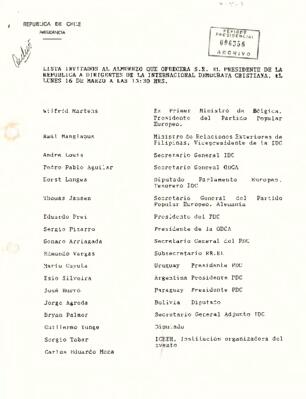 REPUBLICA DE CHILE
PRESIDENCIA
PERIODO
PRESIDENCIAL
ARCHIVO
LISTA INVITADOS AL ALMUERZO QUE OFRECERA S.E. EL PRESIDENTE DE LA
REPUBLICA A DIRIGENTES DE LA INTERNACIONAL DEMOCRATA CRISTIANA, EL
LUNES 16 DE MARZO A LAS 13:30 HRS.
Wilfried Martens Ex Primer Ministro de Bélgica,
Presidente del Partido Popular
Europeo.
Raúl Manglapus Ministro de Relaciones Exteriores de
Filipinas, Vicepresidente de la IDC
André Louis Secretario General IDC
Pedro Pablo Aguilar Secretario General ODCA
Horst Langes Diputado Parlamento Europeo,
Tesorero IDC
Thomas Jansen Secretario General del Partido
Popular Europeo, Alemania
Eduardo Frei Presidente del PDC
Sergio Pizarro Presidente de la ODCA
Genaro Arriagada Secretario General del PDC
Edmundo Vargas Subsecretario RR.EE.
Mario Cayota Uruguay Presidente PDC
Esio Silveira Argentina Presidente PDC
José Burró Paraguay Presidente PDC
Jorge Agreda Bolivia Diputado
Bryan Palmer Secretario General Adjunto IDC
Guillermo Yunge Diputado
Sergio Tobar ICHEH, Institución organizadora del
evento
Carlos Eduardo Mena